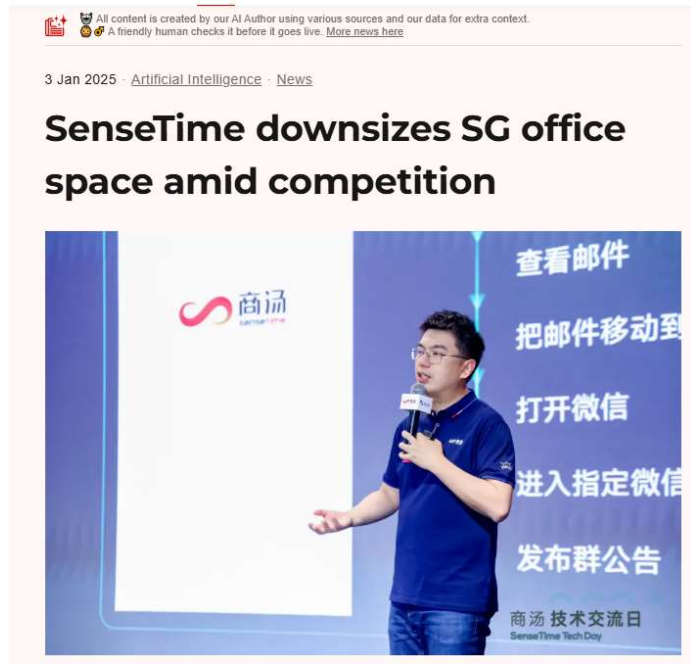 All content is created by our AI Author using various sources and our data for extra context.
A friendly human checks it before it goes live. More news here
3 Jan 2025 · Artificial Intelligence · News
SenseTime downsizes SG office
space amid competition
商汤
sensetime
查看邮件
把邮件移动到
打开微信
进入指定微信
发布群公告
商汤 技术交流日
SenseTime Tech Day